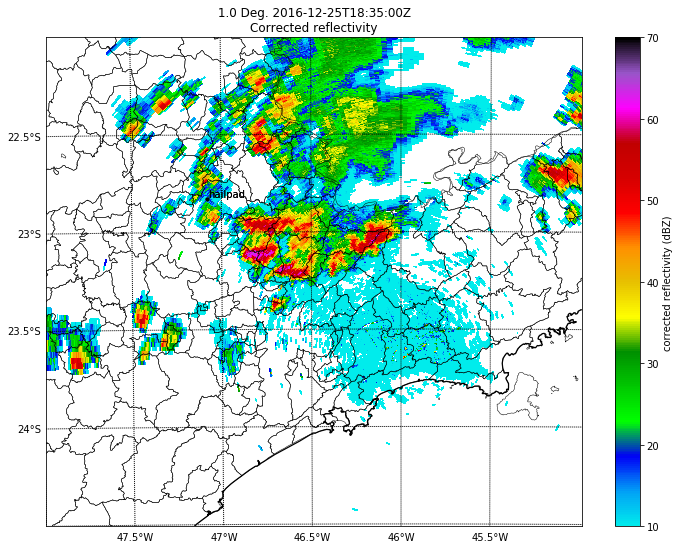 1.0 Deg. 2016-12-25T18:35:00Z
Corrected reflectivity
70
60
50
40
30
20
10
corrected reflectivity (dBZ)
22.5°S
23°S
23.5°S
24°S
hailpad
47.5°W
47°W
46.5°W
46°W
45.5°W